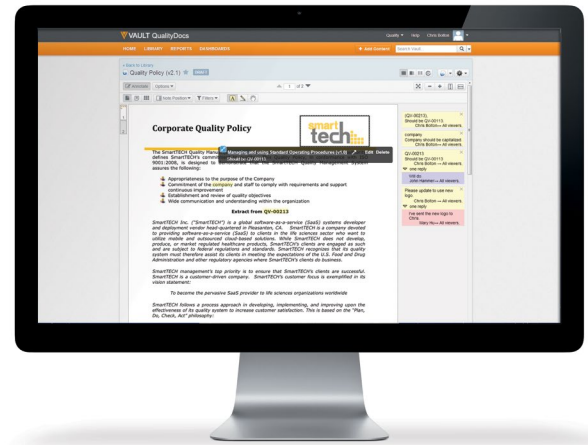 VAULT QualityDocs
Quality Help Chris Bolton
HOME LIBRARY REPORTS DASHBOARDS + Add Content Search Vault
Back to Library
Quality Policy (v2.1)
Annotate Options 1 of 2
Note Position Filters
Corporate Quality Policy
smart
tech
Managing and using Standard Operating Procedures (v1.0) Edit Delete
Should be QV-00113.
The SmartTECH Quality
defines SmartTECH's
9001:2008, is designed to
assures the following:
Appropriateness to the purpose of the Company
Commitment of the company and staff to comply with requirements and support
continuous improvement
Establishment and review of quality objectives
Wide communication and understanding within the organization
Extract from QV-00213
SmartTECH Inc. ("SmartTECH") is a global software-as-a-service (SaaS) systems developer
and deployment vendor head-quartered in Pleasanton, CA. SmartTECH is a company devoted
to providing software-as-a-service (SaaS) to clients in the life sciences sector who want to
utilize mobile and outsourced cloud-based solutions. While SmartTECH does not develop,
produce, or market regulated healthcare products, SmartTECH's clients are engaged as such
and are subject to federal regulations and standards. SmartTECH recognizes that its quality
system must therefore assist its clients in meeting the expectations of the U.S. Food and Drug
Administration and other regulatory agencies where SmartTECH's clients do business.
SmartTECH management's top priority is to ensure that SmartTECH's clients are successful.
SmartTECH is a customer-driven company. SmartTECH's customer focus is exemplified in its
vision statement:
To become the pervasive SaaS provider to life sciences organizations worldwide
SmartTECH follows a process approach in developing, implementing, and improving upon the
effectiveness of its quality system to increase customer satisfaction. This is based on the "Plan,
Do, Check, Act" philosophy:
(QV-00213).
Should be QV-00113.
Chris Bolton— All viewers.
company
Company should be capitalised.
Chris Bolton— All viewers.
QV-00213
Should be QV-00113
Chris Bolton— All viewers.
one reply
Will do.
All viewers.
Please update to use new
logo.
Chris Bolton— All viewers.
one reply
I've sent the new logo to
Chris.
Mary Hu— All viewers.